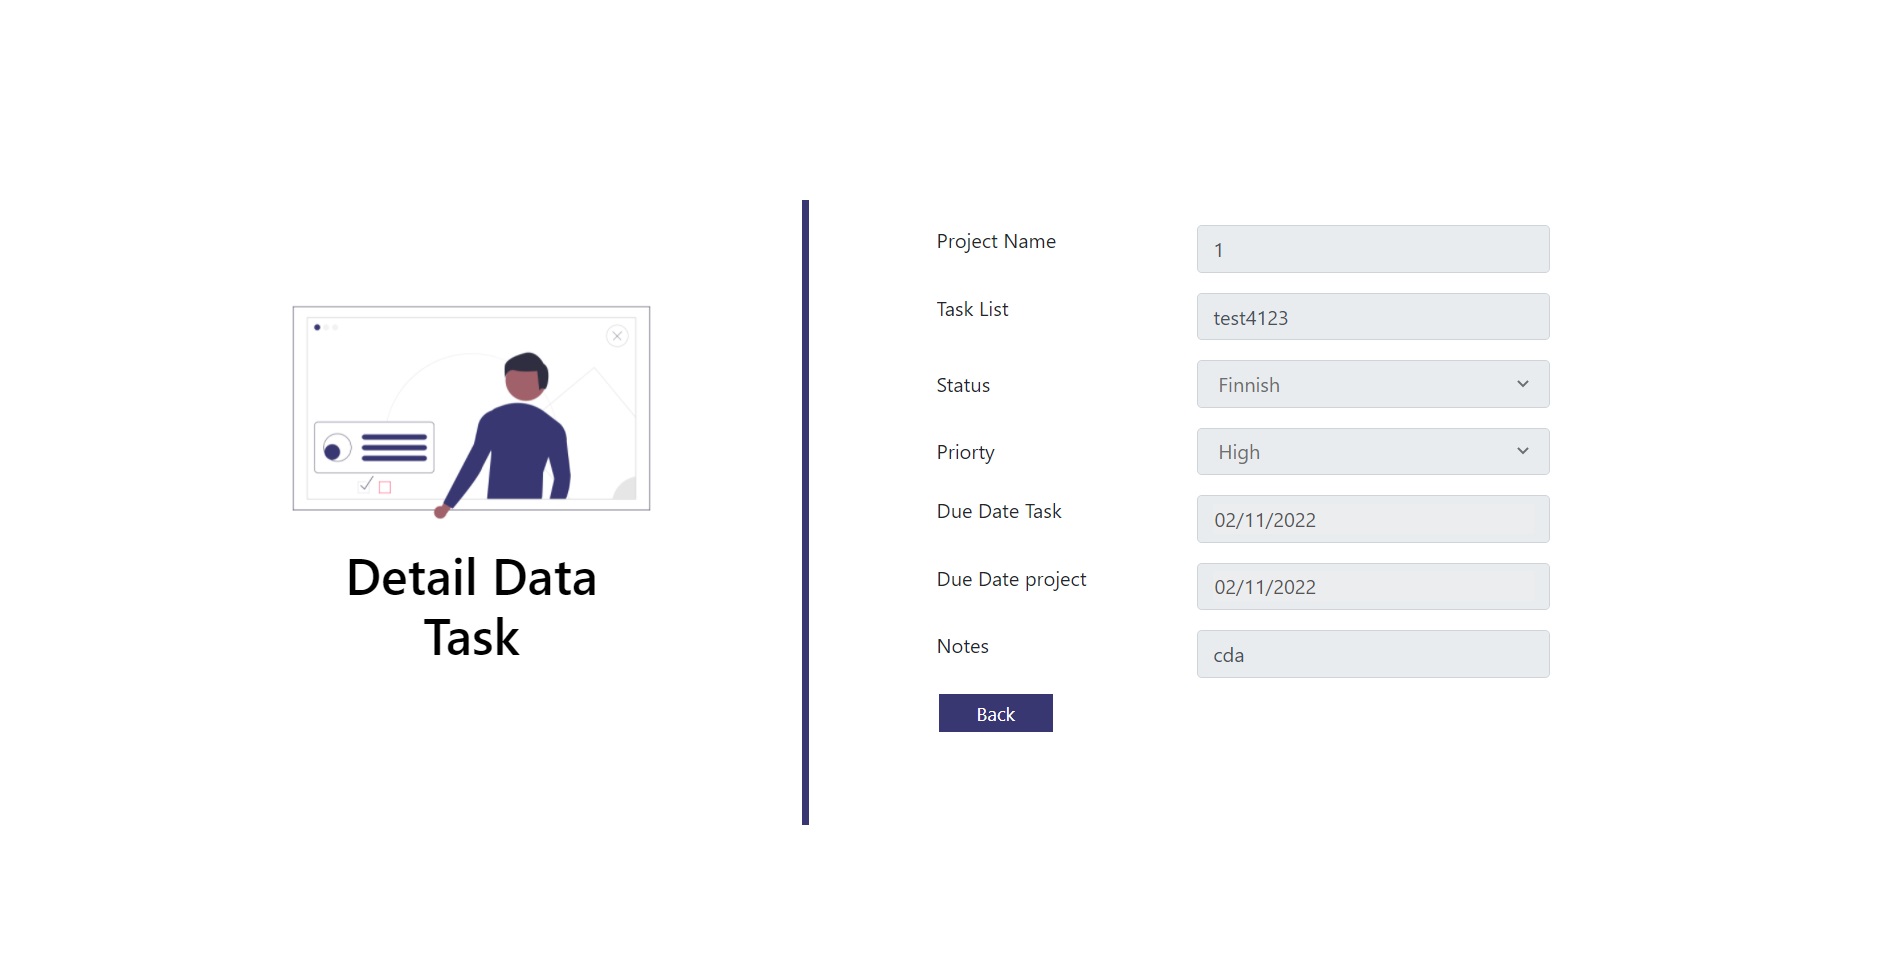 Detail Data
Task
Project Name
1
Task List
test4123
Status
Finnish
Priorty
High
Due Date Task
02/11/2022
Due Date project
02/11/2022
Notes
cda
Back